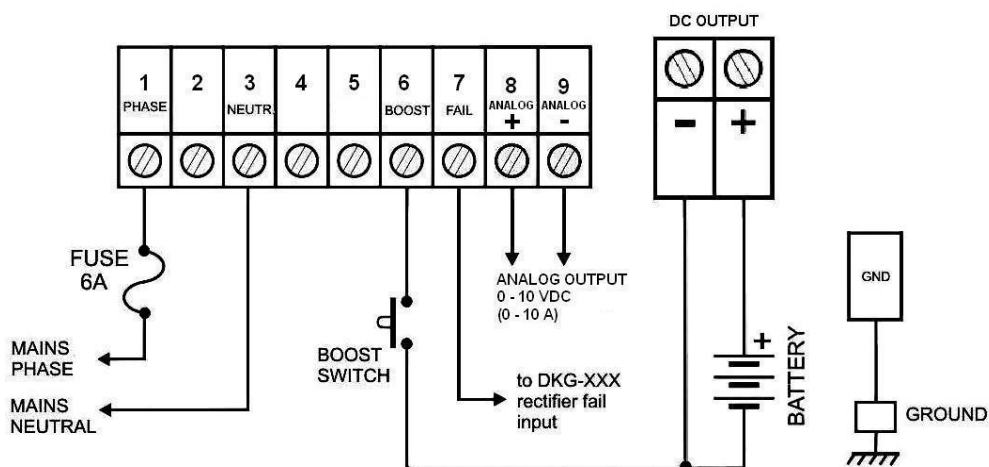 DC OUTPUT
1 2 3 4 5 6 7 8 9
PHASE NEUTR. BOOST FAIL ANALOG ANALOG
+ -
- +
FUSE
6A
ANALOG OUTPUT
0 - 10 VDC
(0 - 10 A)
GND
MAINS
PHASE
BOOST
SWITCH
+
BATTERY
to DKG-XXX
rectifier fail
input
MAINS
NEUTRAL
GROUND